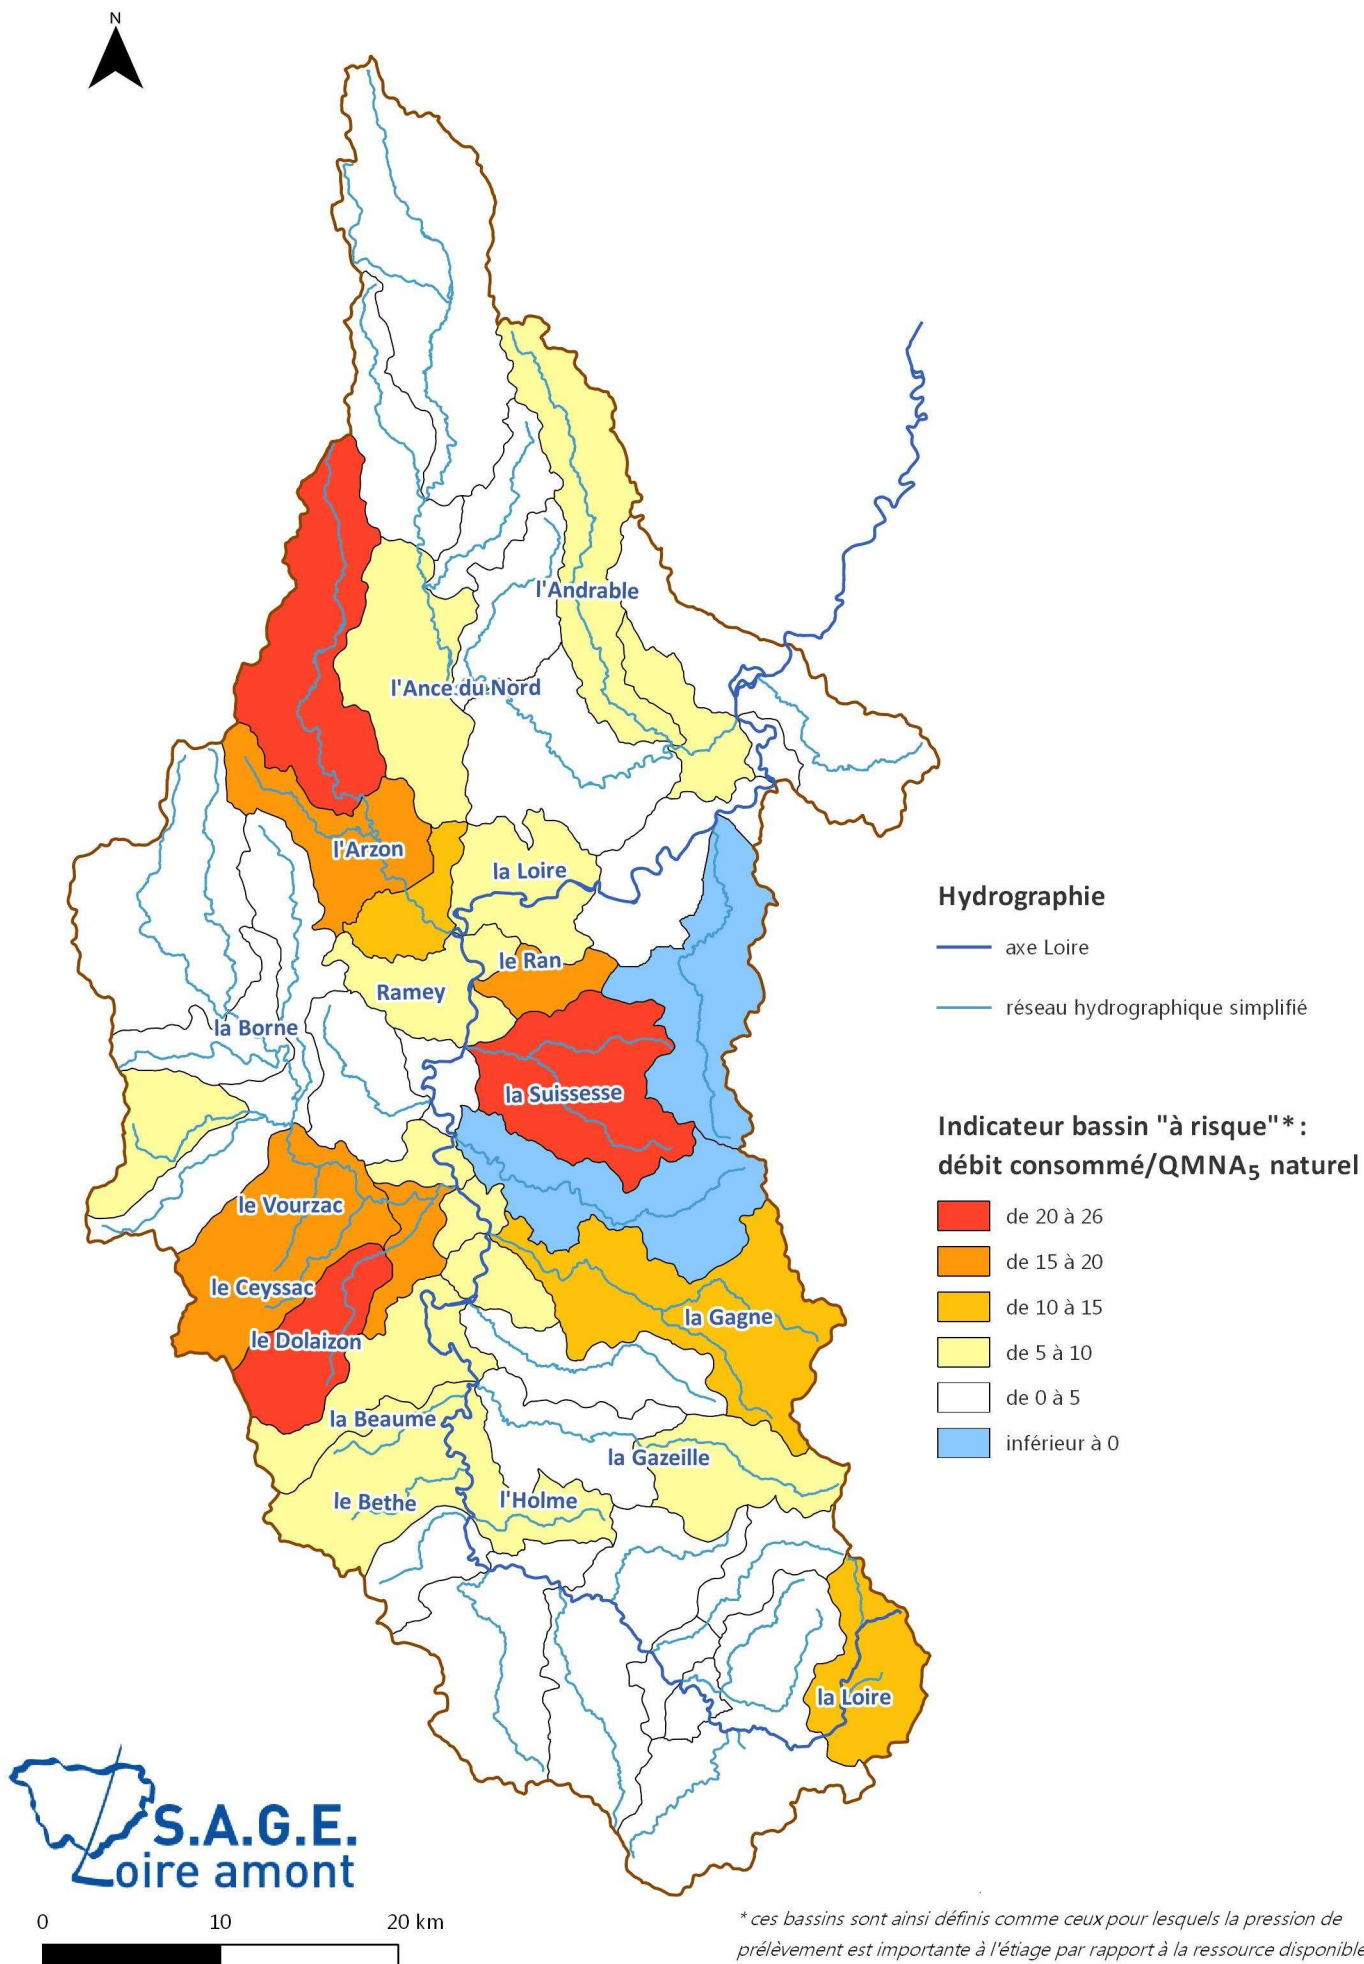 N
l'Andrable
l'Ance du Nord
l'Arzon
la Loire
le Ran
Ramey
la Borne
la Suissesse
le Vourzac
le Ceyssac
le Dolaizon
la Gagne
la Beaume
la Gazeille
le Bethe
l'Holme
la Loire
Hydrographie
axe Loire
réseau hydrographique simplifié
Indicateur bassin "à risque"* :
débit consommé/QMNA5 naturel
de 20 à 26
de 15 à 20
de 10 à 15
de 5 à 10
de 0 à 5
inférieur à 0
S.A.G.E.
Loire amont
0 10 20 km
* ces bassins sont ainsi définis comme ceux pour lesquels la pression de
prélèvement est importante à l'étiage par rapport à la ressource disponible